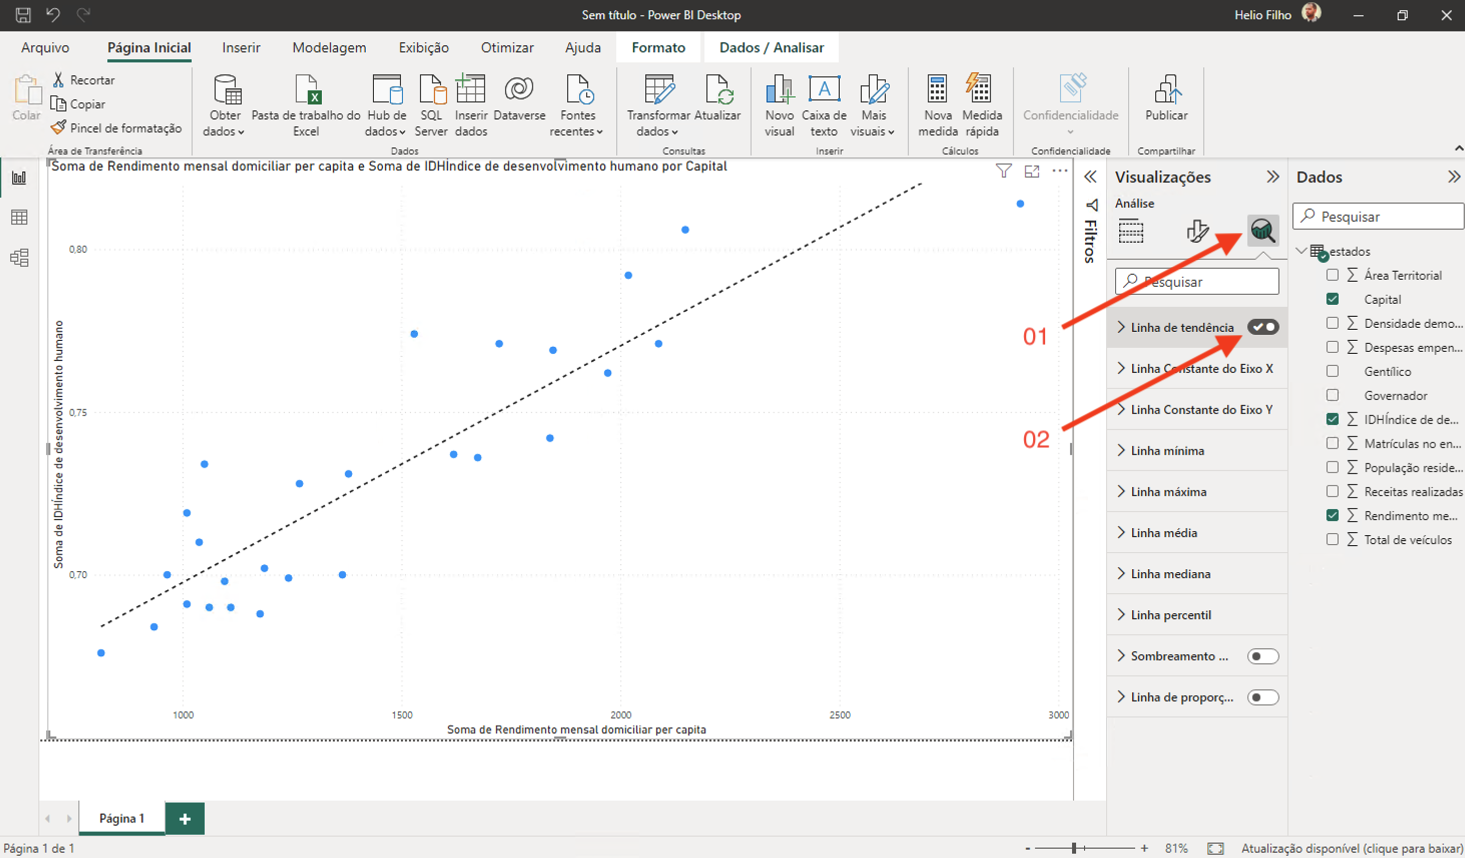 Sem título - Power BI Desktop
Helio Filho
Arquivo
Página Inicial
Inserir
Modelagem
Exibição
Otimizar
Ajuda
Formato
Dados / Analisar
Colar
Recortar
Copiar
Pincel de formatação
Área de Transferência
Obter
dados
Pasta de trabalho do
Excel
Hub de
dados
SQL
Server
Inserir
dados
Dataverse
Fontes
recentes
Dados
Transformar
dados
Atualizar
Consultas
Novo
visual
Caixa de
texto
Mais
visuais
Inserir
Nova
medida
Medida
rápida
Cálculos
Confidencialidade
Confidencialidade
Publicar
Compartilhar
Soma de Rendimento mensal domiciliar per capita e Soma de IDHÍndice de desenvolvimento humano por Capital
Soma de IDHÍndice de desenvolvimento humano
0,80
0,75
0,70
1000
1500
2000
2500
3000
Soma de Rendimento mensal domiciliar per capita
01
02
Filtros
Visualizações
Análise
Pesquisar
Linha de tendência
Linha Constante do Eixo X
Linha Constante do Eixo Y
Linha mínima
Linha máxima
Linha média
Linha mediana
Linha percentil
Sombreamento ...
Linha de proporç...
Dados
Pesquisar
estados
Área Territorial
Capital
Densidade demo...
Despesas empen...
Gentílico
Governador
IDHÍndice de de...
Matrículas no en...
População reside...
Receitas realizadas
Rendimento me...
Total de veículos
Página 1
Página 1 de 1
- + 81%
Atualização disponível (clique para baixar)